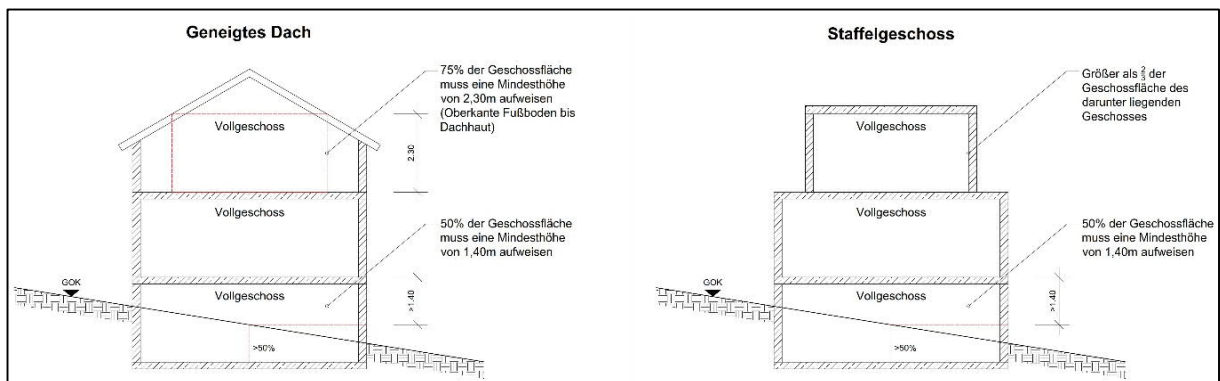 Geneigtes Dach
75% der Geschossfläche
muss eine Mindesthöhe
von 2,30m aufweisen
(Oberkante Fußboden bis
Dachhaut)
Vollgeschoss
2.30
Vollgeschoss
50% der Geschossfläche
muss eine Mindesthöhe
von 1,40m aufweisen
GOK
Vollgeschoss
>1.40
>50%
Staffelgeschoss
Größer als 2/3 der
Geschossfläche des
darunter liegenden
Geschosses
Vollgeschoss
Vollgeschoss
50% der Geschossfläche
muss eine Mindesthöhe
von 1,40m aufweisen
GOK
Vollgeschoss
>1.40
>50%